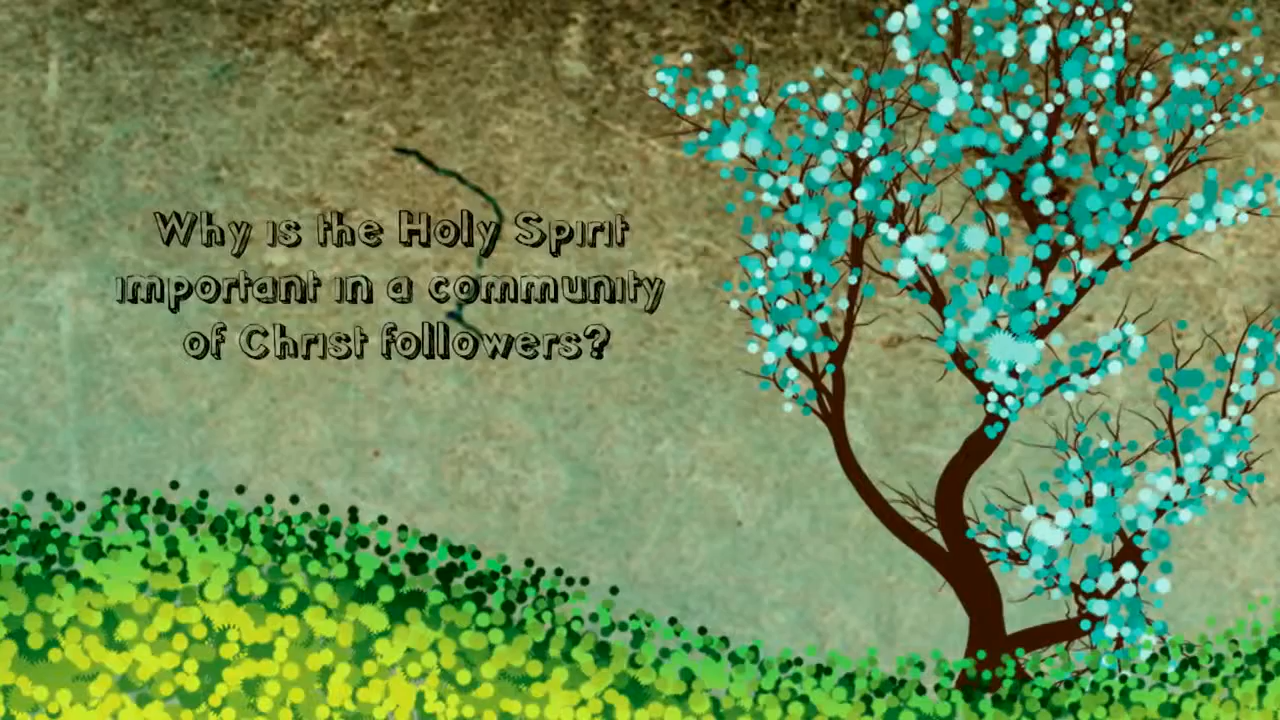 Why is the Holy Spirit
important in a community
of Christ followers?